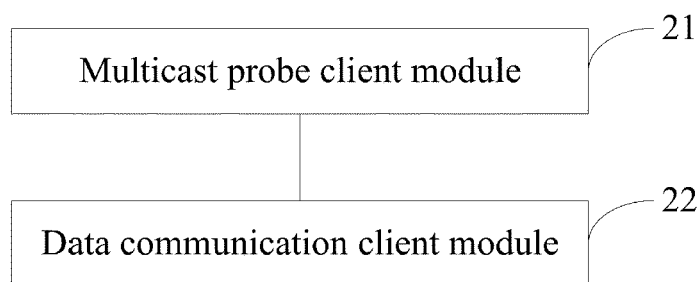 21
Multicast probe client module
22
Data communication client module